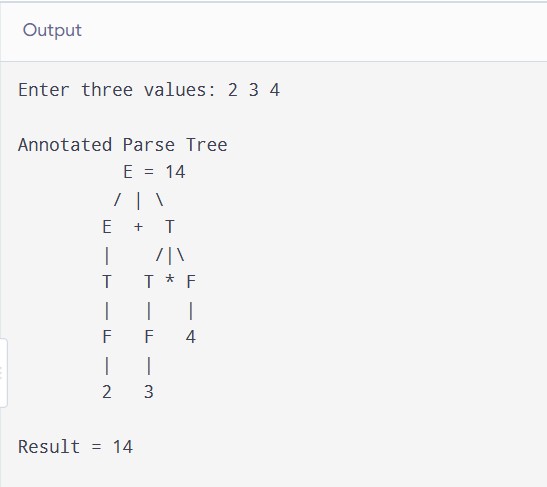 Output
Enter three values: 2 3 4
Annotated Parse Tree
          E = 14
         / | \
        E  +  T
        |    /|\
        T   T * F
        |   |   |
        F   F   4
        |   |
        2   3
Result = 14